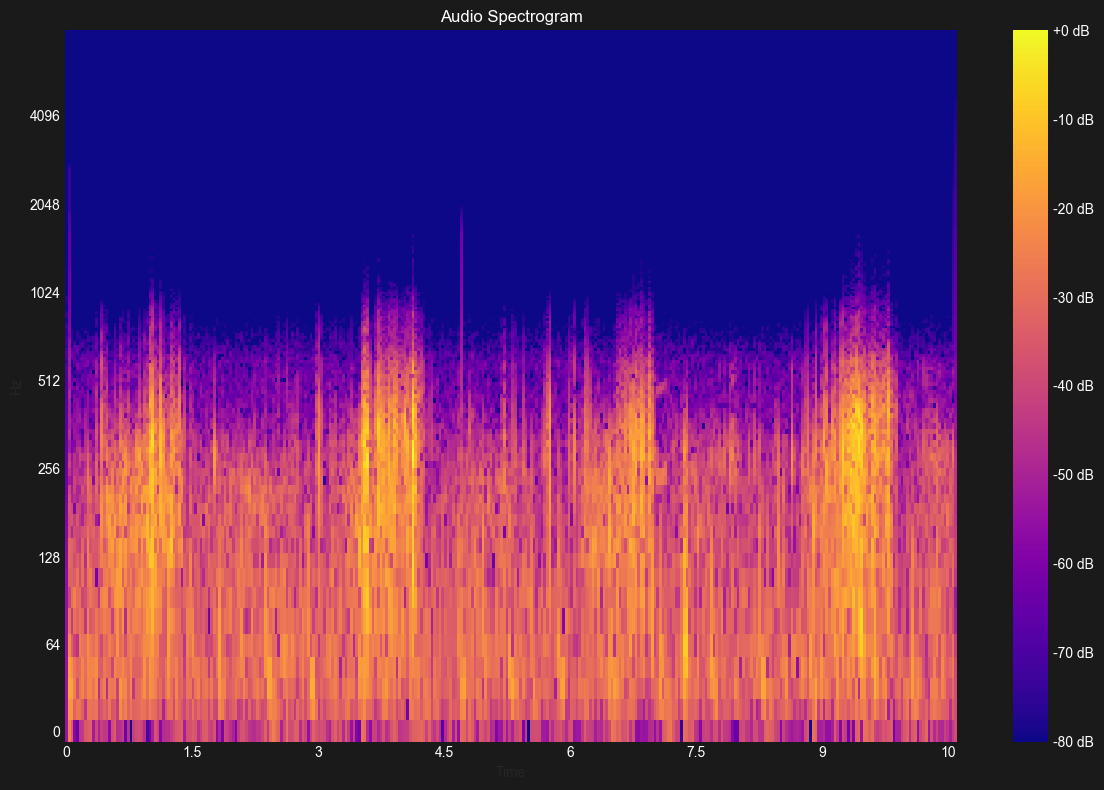 Audio Spectrogram
Hz
4096
2048
1024
512
256
128
64
0
0 1.5 3 4.5 6 7.5 9 10
Time
+0 dB
-10 dB
-20 dB
-30 dB
-40 dB
-50 dB
-60 dB
-70 dB
-80 dB